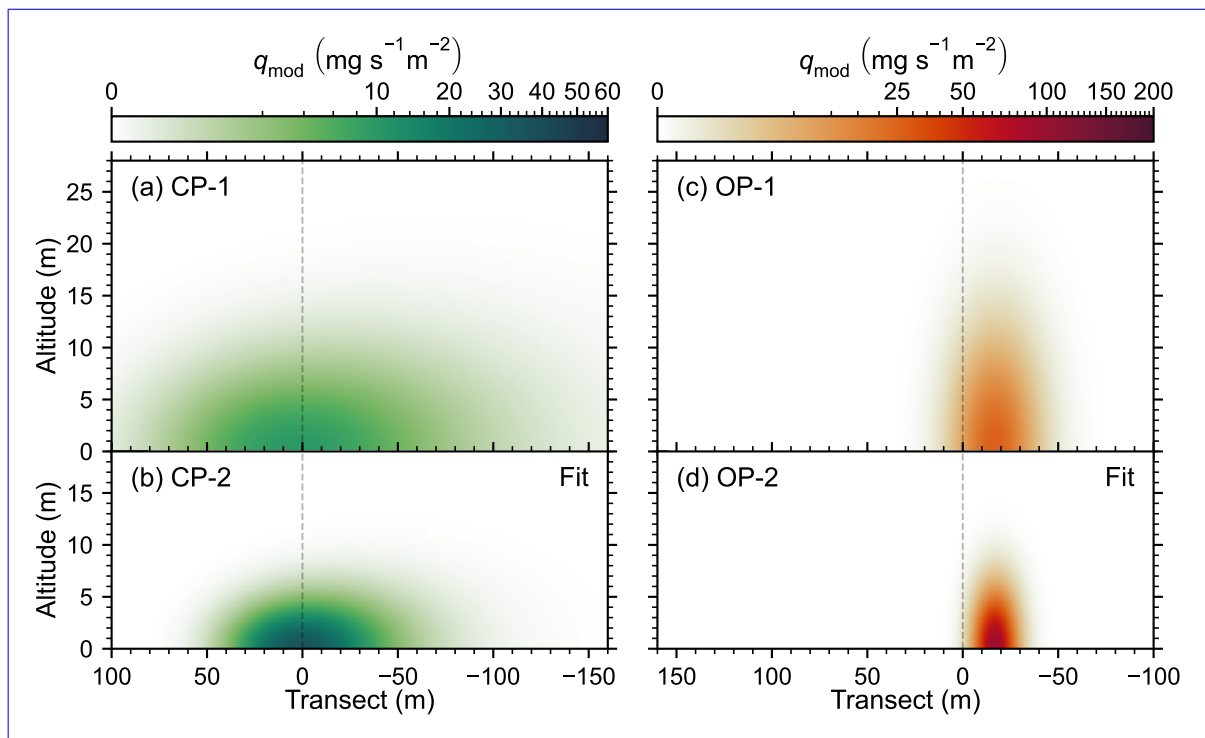 q_mod (mg s⁻¹ m⁻²)
0 10 20 30 40 50 60
q_mod (mg s⁻¹ m⁻²)
0 25 50 100 150 200
(a) CP-1
25
20
15
10
5
0
Altitude (m)
(c) OP-1
(b) CP-2
Fit
15
10
5
0
Altitude (m)
100 50 0 −50 −100 −150
Transect (m)
(d) OP-2
Fit
150 100 50 0 −50 −100
Transect (m)